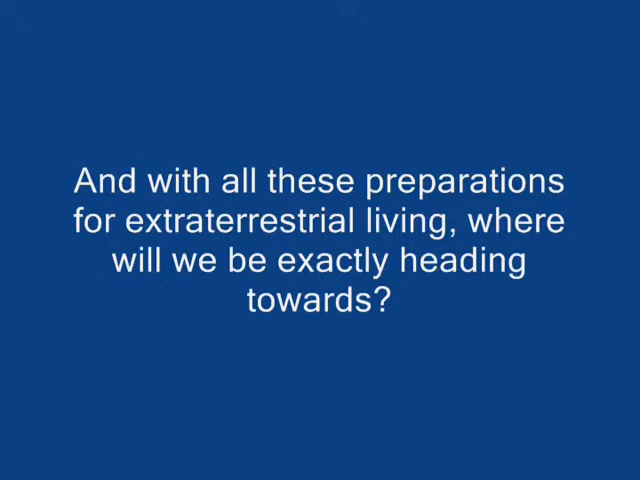 And with all these preparations
for extraterrestrial living, where
will we be exactly heading
towards?